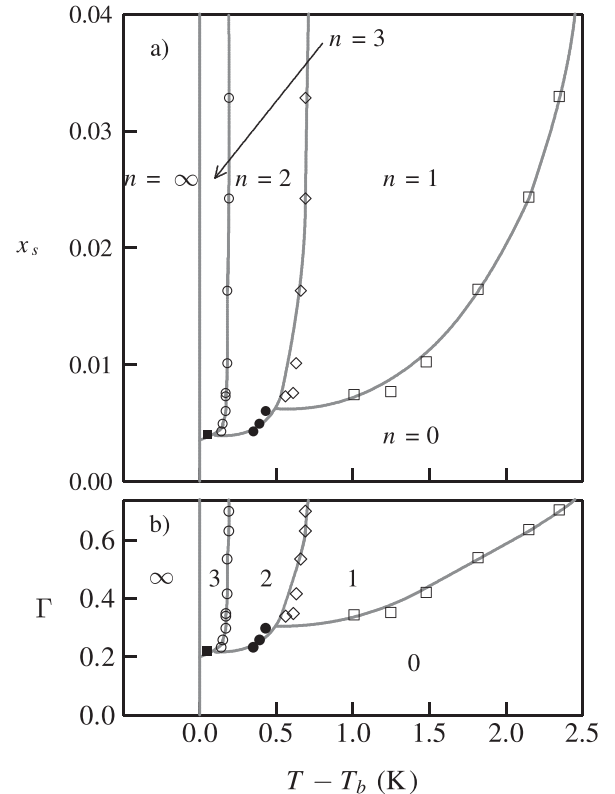 0.04
a)
n = 3
0.03
n = ∞
n = 2
n = 1
x_s
0.02
0.01
n = 0
0.00
b)
0.6
∞
3
2
1
Γ
0.4
0
0.2
0.0
0.0 0.5 1.0 1.5 2.0 2.5
T − T_b (K)